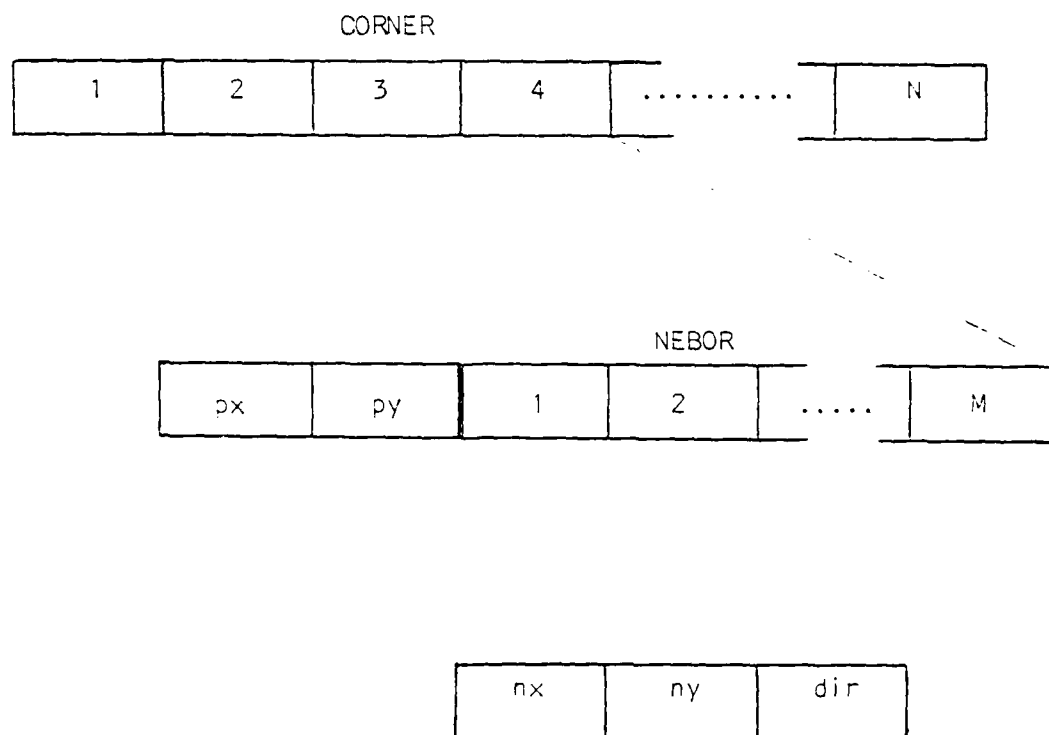 CORNER
1 2 3 4 .......... N
NEBOR
px py 1 2 ..... M
nx ny dir